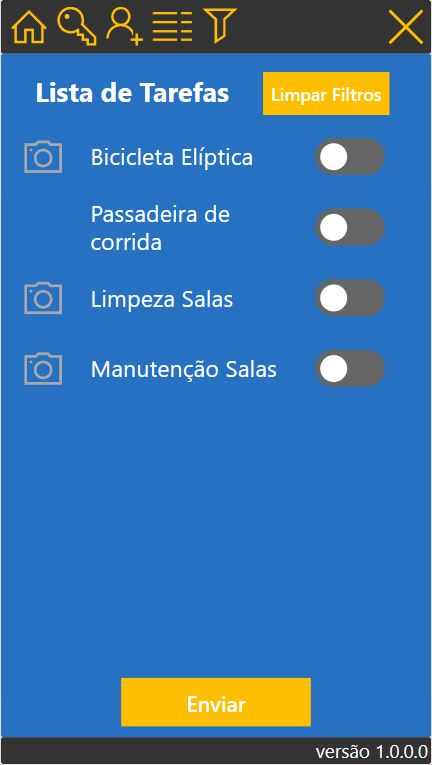 Lista de Tarefas
Limpar Filtros
Bicicleta Elíptica
Passadeira de
corrida
Limpeza Salas
Manutenção Salas
Enviar
versão 1.0.0.0